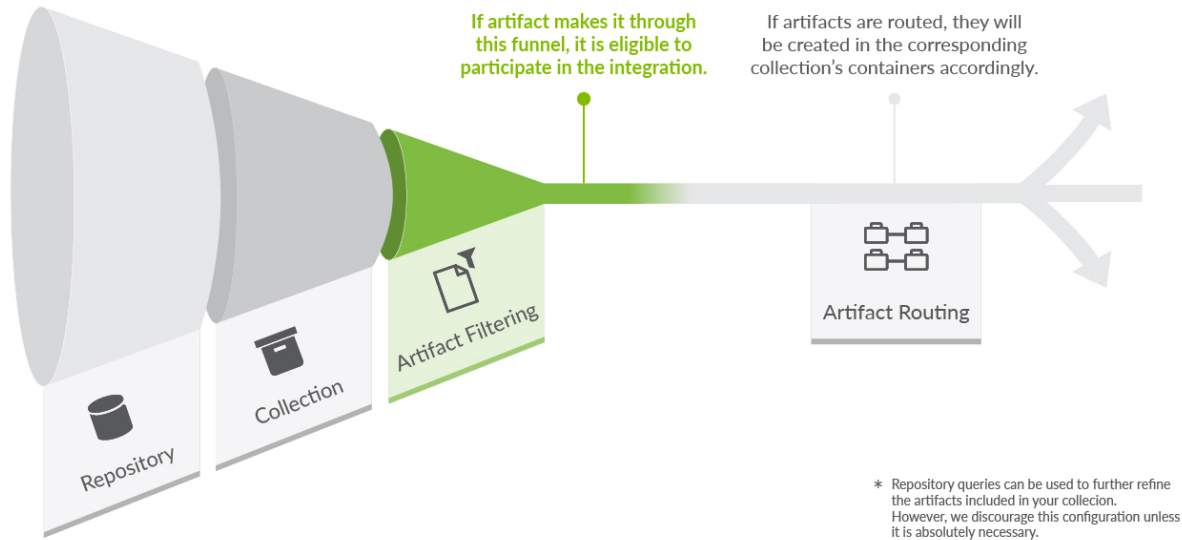 If artifact makes it through
this funnel, it is eligible to
participate in the integration.
If artifacts are routed, they will
be created in the corresponding
collection's containers accordingly.
Artifact Routing
Artifact Filtering
Collection
Repository
* Repository queries can be used to further refine
the artifacts included in your collecion.
However, we discourage this configuration unless
it is absolutely necessary.